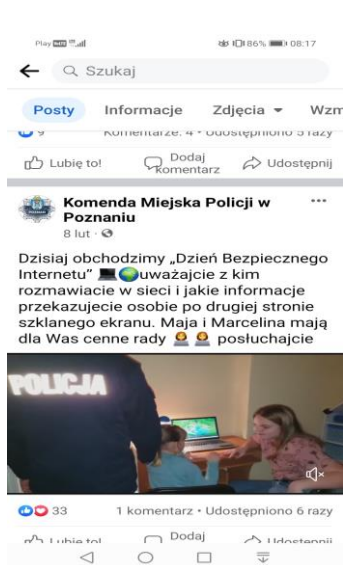 Play VoLTE 86% 08:17
Szukaj
Posty Informacje Zdjęcia
9 Komentarze: 4 • Udostępniono 5 razy
Lubię to! Dodaj komentarz Udostępnij
Komenda Miejska Policji w
Poznaniu
8 lut ·
Dzisiaj obchodzimy „Dzień Bezpiecznego
Internetu” 💻🌍uważajcie z kim
rozmawiacie w sieci i jakie informacje
przekazujecie osobie po drugiej stronie
szklanego ekranu. Maja i Marcelina mają
dla Was cenne rady 👩‍💻 👩‍💻 posłuchajcie
POLICJA
33 1 komentarz • Udostępniono 6 razy
Lubię to! Dodaj Udostępnij